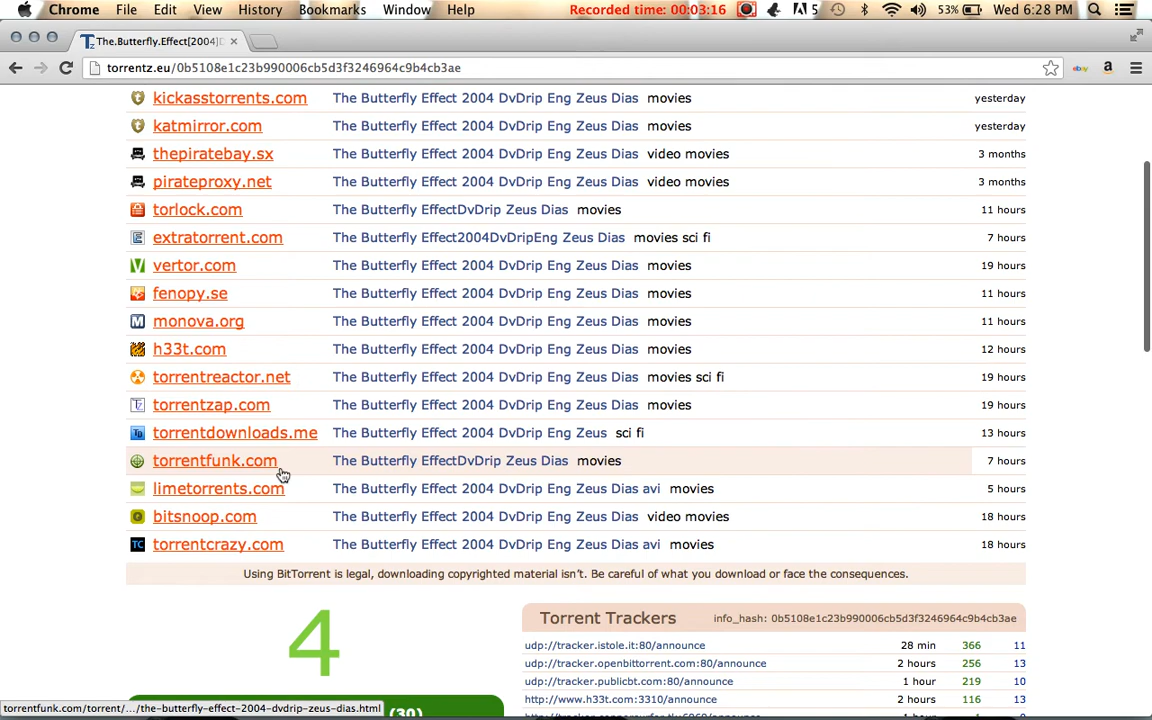 Chrome File Edit View History Bookmarks Window Help Recorded time: 00:03:16 5 53% Wed 6:28 PM
The.Butterfly.Effect[2004]
torrentz.eu/0b5108e1c23b990006cb5d3f3246964c9b4cb3ae ebay a
kickasstorrents.com The Butterfly Effect 2004 DvDrip Eng Zeus Dias movies yesterday
katmirror.com The Butterfly Effect 2004 DvDrip Eng Zeus Dias movies yesterday
thepiratebay.sx The Butterfly Effect 2004 DvDrip Eng Zeus Dias video movies 3 months
pirateproxy.net The Butterfly Effect 2004 DvDrip Eng Zeus Dias video movies 3 months
torlock.com The Butterfly EffectDvDrip Zeus Dias movies 11 hours
E extratorrent.com The Butterfly Effect2004DvDripEng Zeus Dias movies sci fi 7 hours
vertor.com The Butterfly Effect 2004 DvDrip Eng Zeus Dias movies 19 hours
fenopy.se The Butterfly Effect 2004 DvDrip Eng Zeus Dias movies 11 hours
M monova.org The Butterfly Effect 2004 DvDrip Eng Zeus Dias movies 11 hours
h33t.com The Butterfly Effect 2004 DvDrip Eng Zeus Dias movies 12 hours
torrentreactor.net The Butterfly Effect 2004 DvDrip Eng Zeus Dias movies sci fi 19 hours
Tz torrentzap.com The Butterfly Effect 2004 DvDrip Eng Zeus Dias movies 19 hours
TD torrentdownloads.me The Butterfly Effect 2004 DvDrip Eng Zeus Dias sci fi 13 hours
torrentfunk.com The Butterfly EffectDvDrip Zeus Dias movies 7 hours
limetorrents.com The Butterfly Effect 2004 DvDrip Eng Zeus Dias avi movies 5 hours
bitsnoop.com The Butterfly Effect 2004 DvDrip Eng Zeus Dias video movies 18 hours
TC torrentcrazy.com The Butterfly Effect 2004 DvDrip Eng Zeus Dias avi movies 18 hours
Using BitTorrent is legal, downloading copyrighted material isn't. Be careful of what you download or face the consequences.
4
Torrent Trackers info_hash: 0b5108e1c23b990006cb5d3f3246964c9b4cb3ae
udp://tracker.istole.it:80/announce 28 min 366 11
udp://tracker.openbittorrent.com:80/announce 2 hours 256 13
udp://tracker.publicbt.com:80/announce 1 hour 219 10
http://www.h33t.com:3310/announce 2 hours 116 13
torrentfunk.com/torrent/.../the-butterfly-effect-2004-dvdrip-zeus-dias.html (30)